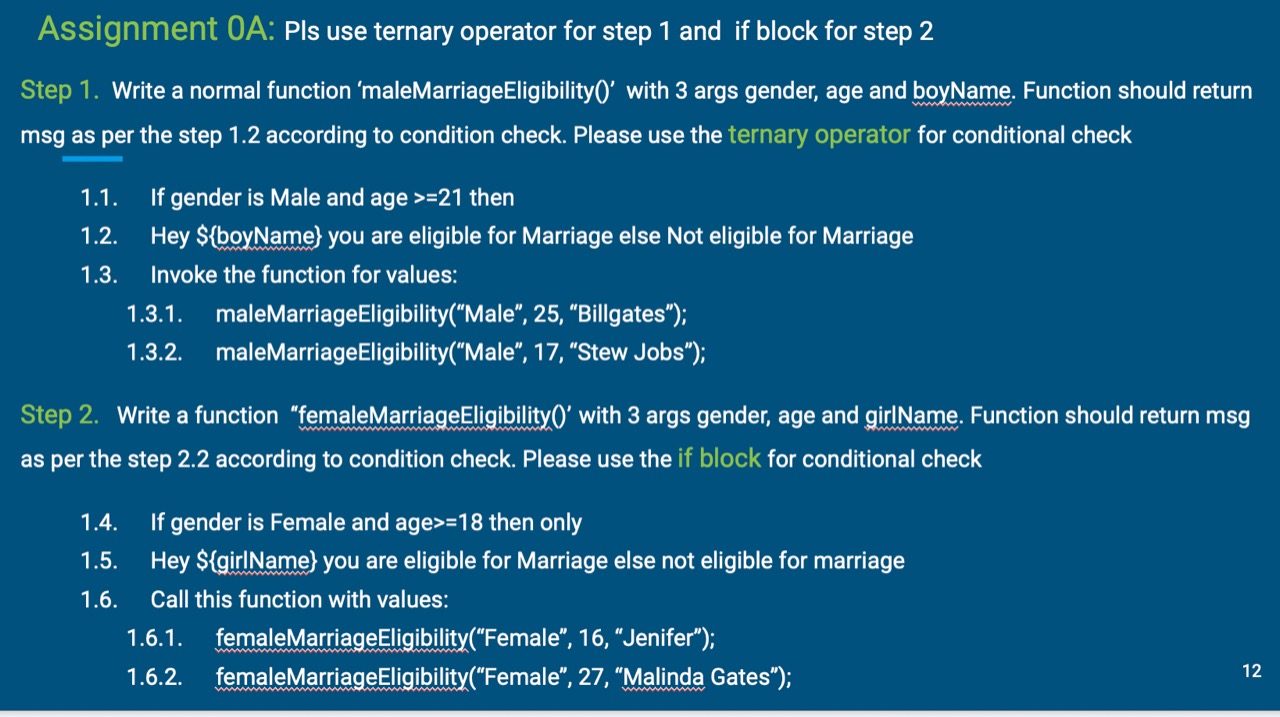 Assignment 0A: Pls use ternary operator for step 1 and  if block for step 2
Step 1.  Write a normal function ‘maleMarriageEligibility()’  with 3 args gender, age and boyName. Function should return
msg as per the step 1.2 according to condition check. Please use the ternary operator for conditional check
1.1. If gender is Male and age >=21 then
1.2. Hey ${boyName} you are eligible for Marriage else Not eligible for Marriage
1.3. Invoke the function for values:
1.3.1. maleMarriageEligibility(“Male”, 25, “Billgates”);
1.3.2. maleMarriageEligibility(“Male”, 17, “Stew Jobs”);
Step 2.  Write a function  “femaleMarriageEligibility()’ with 3 args gender, age and girlName. Function should return msg
as per the step 2.2 according to condition check. Please use the if block for conditional check
1.4. If gender is Female and age>=18 then only
1.5. Hey ${girlName} you are eligible for Marriage else not eligible for marriage
1.6. Call this function with values:
1.6.1. femaleMarriageEligibility(“Female”, 16, “Jenifer”);
1.6.2. femaleMarriageEligibility(“Female”, 27, “Malinda Gates”);
12